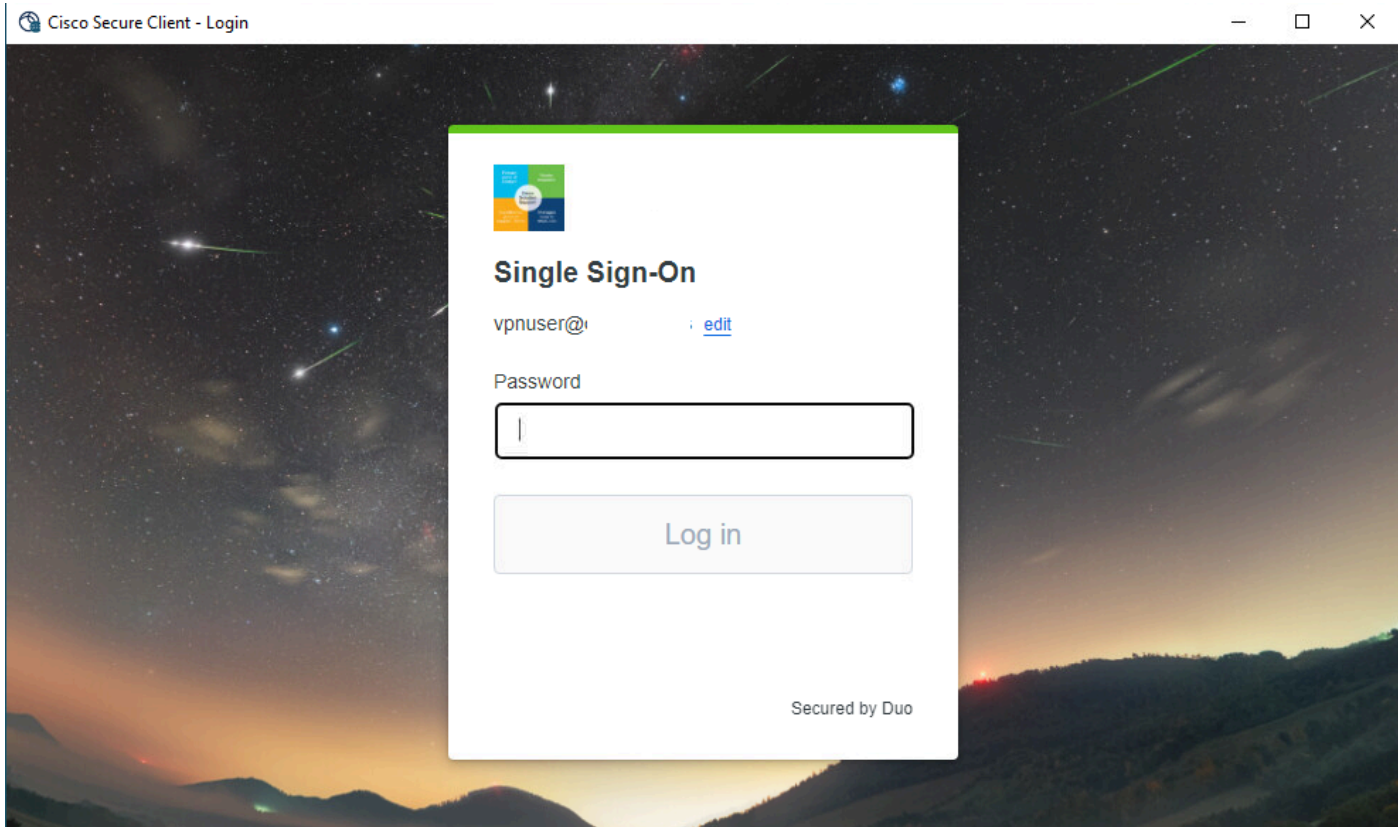 Cisco Secure Client - Login
Single Sign-On
vpnuser@ edit
Password
Log in
Secured by Duo